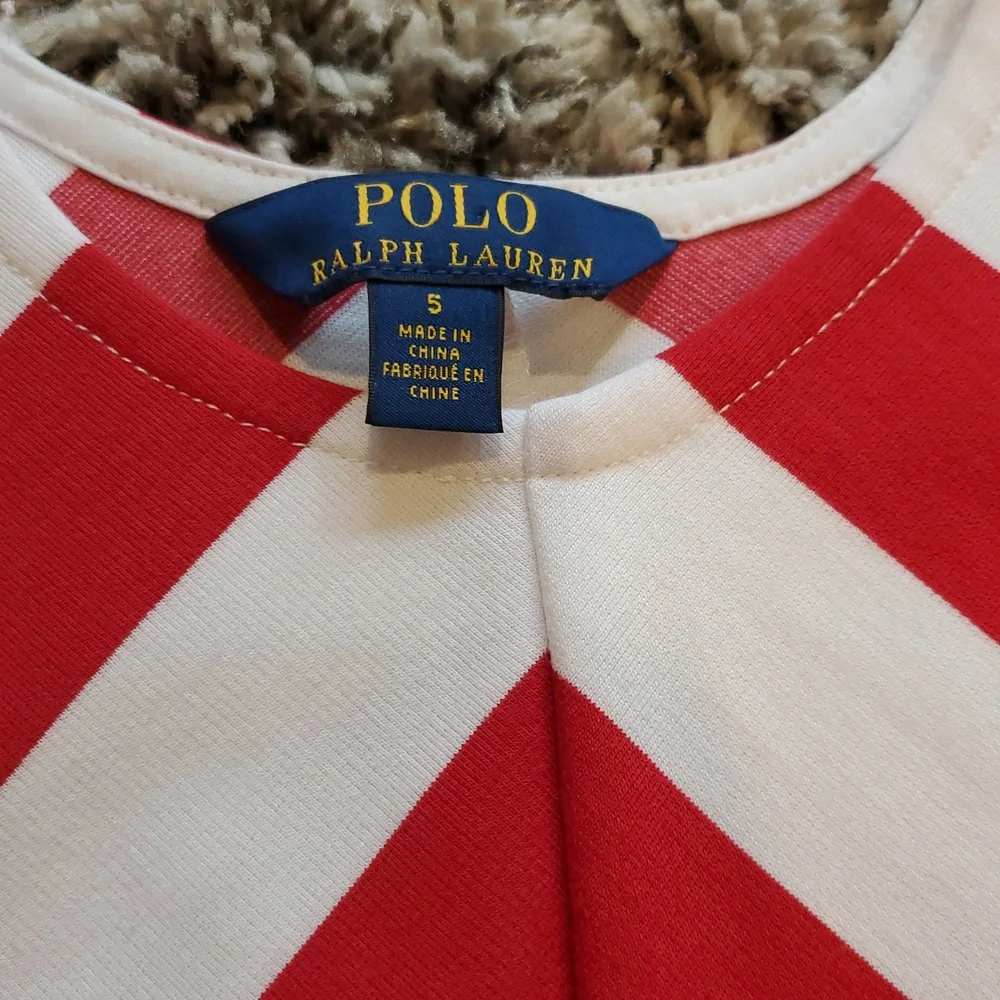 POLO
RALPH LAUREN
5
MADE IN
CHINA
FABRIQUÉ EN
CHINE